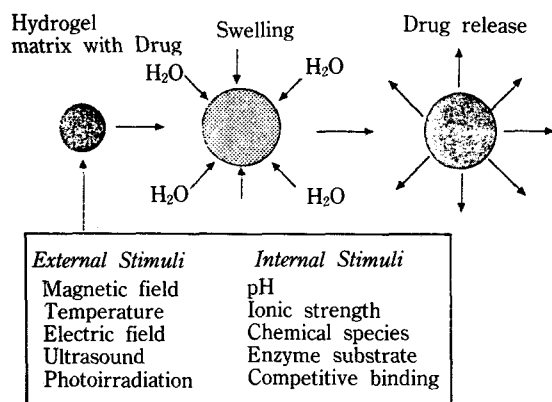 Hydrogel
matrix with Drug
Swelling
Drug release
H₂O
H₂O
H₂O
H₂O
External Stimuli
Internal Stimuli
Magnetic field
pH
Temperature
Ionic strength
Electric field
Chemical species
Ultrasound
Enzyme substrate
Photoirradiation
Competitive binding